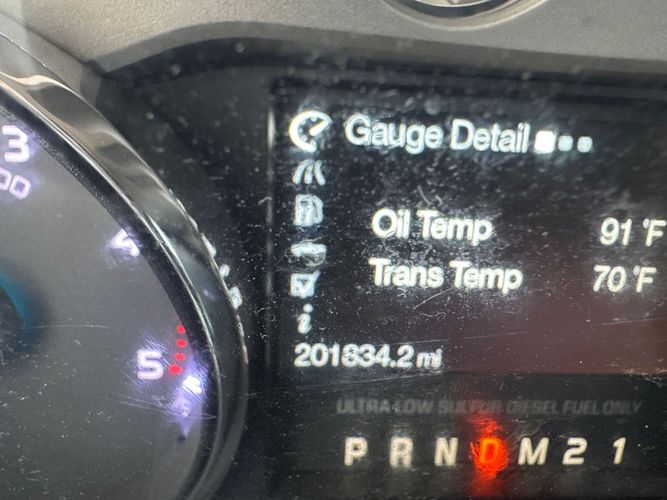 Gauge Detail
3
00
4
Oil Temp 91 °F
Trans Temp 70 °F
5
201834.2 mi
ULTRA LOW SULFUR DIESEL FUEL ONLY
P R N D M 2 1